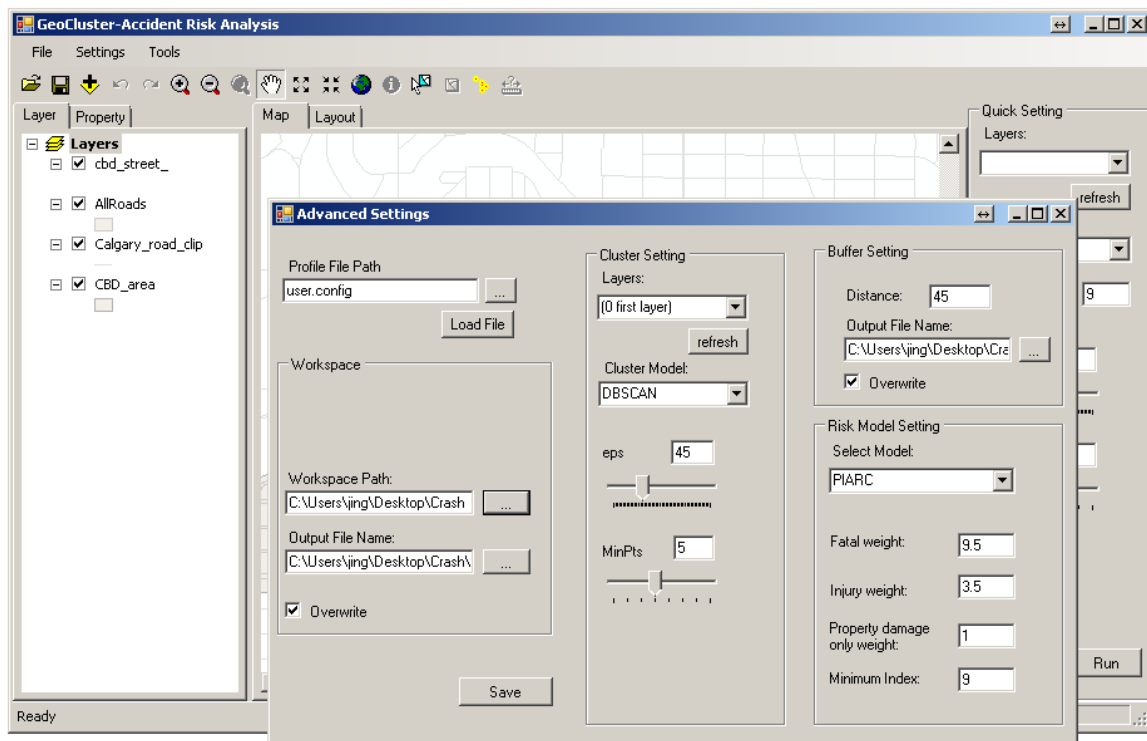 GeoCluster-Accident Risk Analysis
File Settings Tools
Layer Property
Map Layout
Layers
cbd_street_
AllRoads
Calgary_road_clip
CBD_area
Quick Setting
Layers:
refresh
9
Run
Ready
Advanced Settings
Profile File Path
user.config
...
Load File
Workspace
Workspace Path:
C:\Users\jing\Desktop\Crash
...
Output File Name:
C:\Users\jing\Desktop\Crash\
...
Overwrite
Save
Cluster Setting
Layers:
(0 first layer)
refresh
Cluster Model:
DBSCAN
eps 45
MinPts 5
Buffer Setting
Distance: 45
Output File Name:
C:\Users\jing\Desktop\Cra
...
Overwrite
Risk Model Setting
Select Model:
PIARC
Fatal weight: 9.5
Injury weight: 3.5
Property damage
only weight: 1
Minimum Index: 9